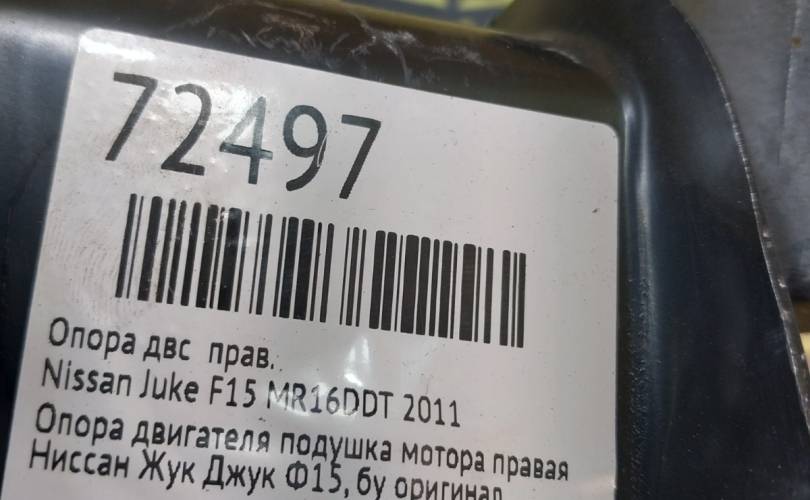 72497
Опора двс прав.
Nissan Juke F15 MR16DDT 2011
Опора двигателя подушка мотора правая
Ниссан Жук Джук Ф15, бу оригинал